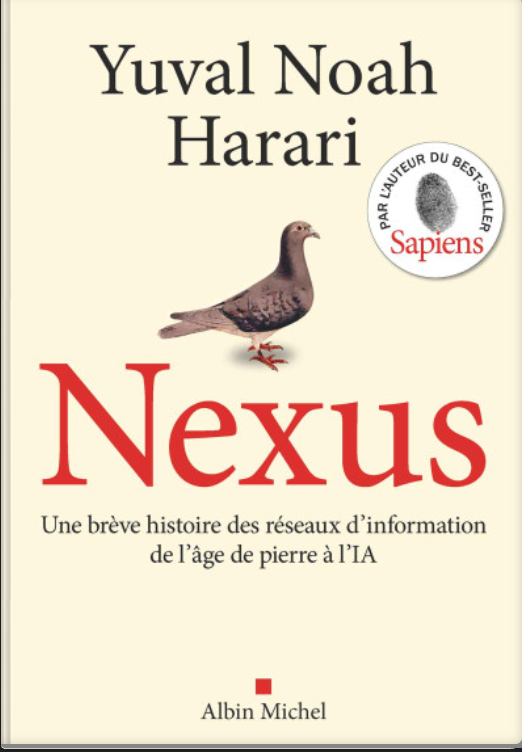 Yuval Noah
Harari
PAR L'AUTEUR DU BEST-SELLER
Sapiens
Nexus
Une brève histoire des réseaux d'information
de l'âge de pierre à l'IA
Albin Michel